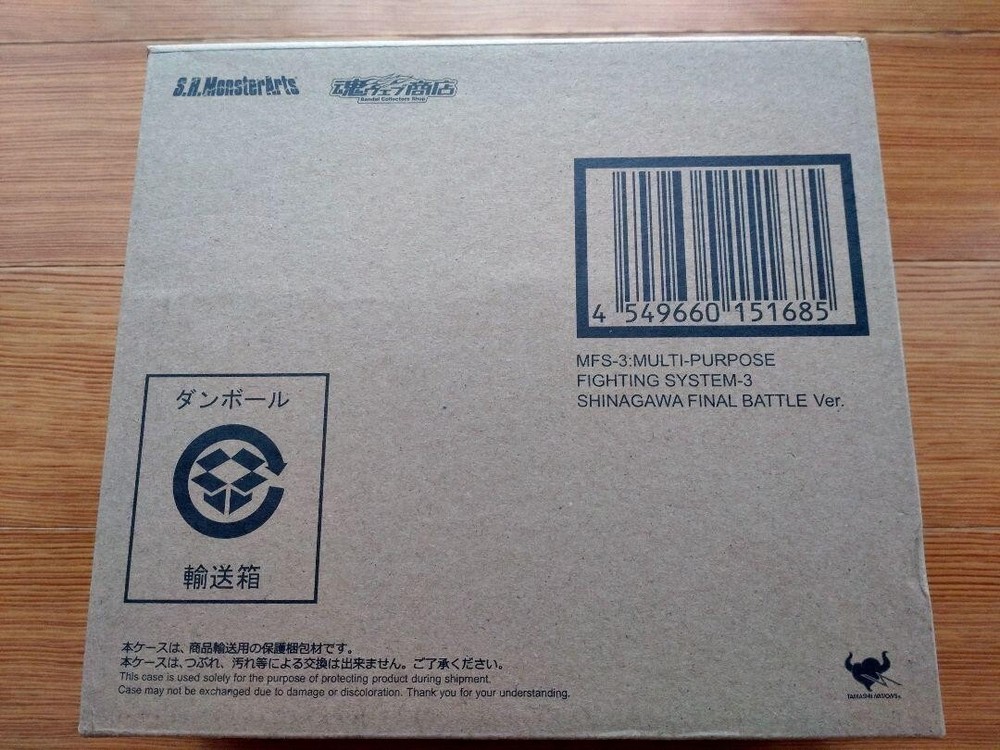 S.H.MonsterArts
魂ウェブ商店
Bandai Collectors Shop
4 549660 151685
MFS-3:MULTI-PURPOSE
FIGHTING SYSTEM-3
SHINAGAWA FINAL BATTLE Ver.
ダンボール
輸送箱
本ケースは、商品輸送用の保護梱包材です。
本ケースは、つぶれ、汚れ等による交換は出来ません。ご了承ください。
This case is used solely for the purpose of protecting product during shipment.
Case may not be exchanged due to damage or discoloration. Thank you for your understanding.
TAMASHII NATIONS